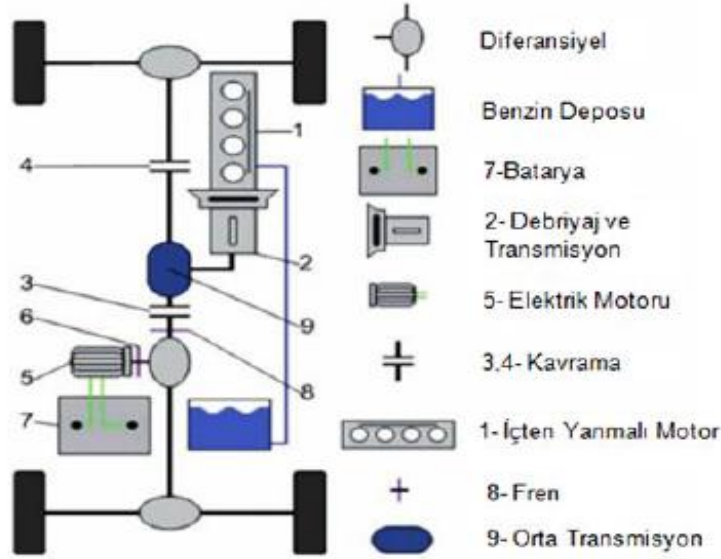 1
4
2
3
9
6
5
8
7
Diferansiyel
Benzin Deposu
7-Batarya
2- Debriyaj ve
Transmisyon
5- Elektrik Motoru
3,4- Kavrama
1-İçten Yanmalı Motor
8- Fren
9- Orta Transmisyon